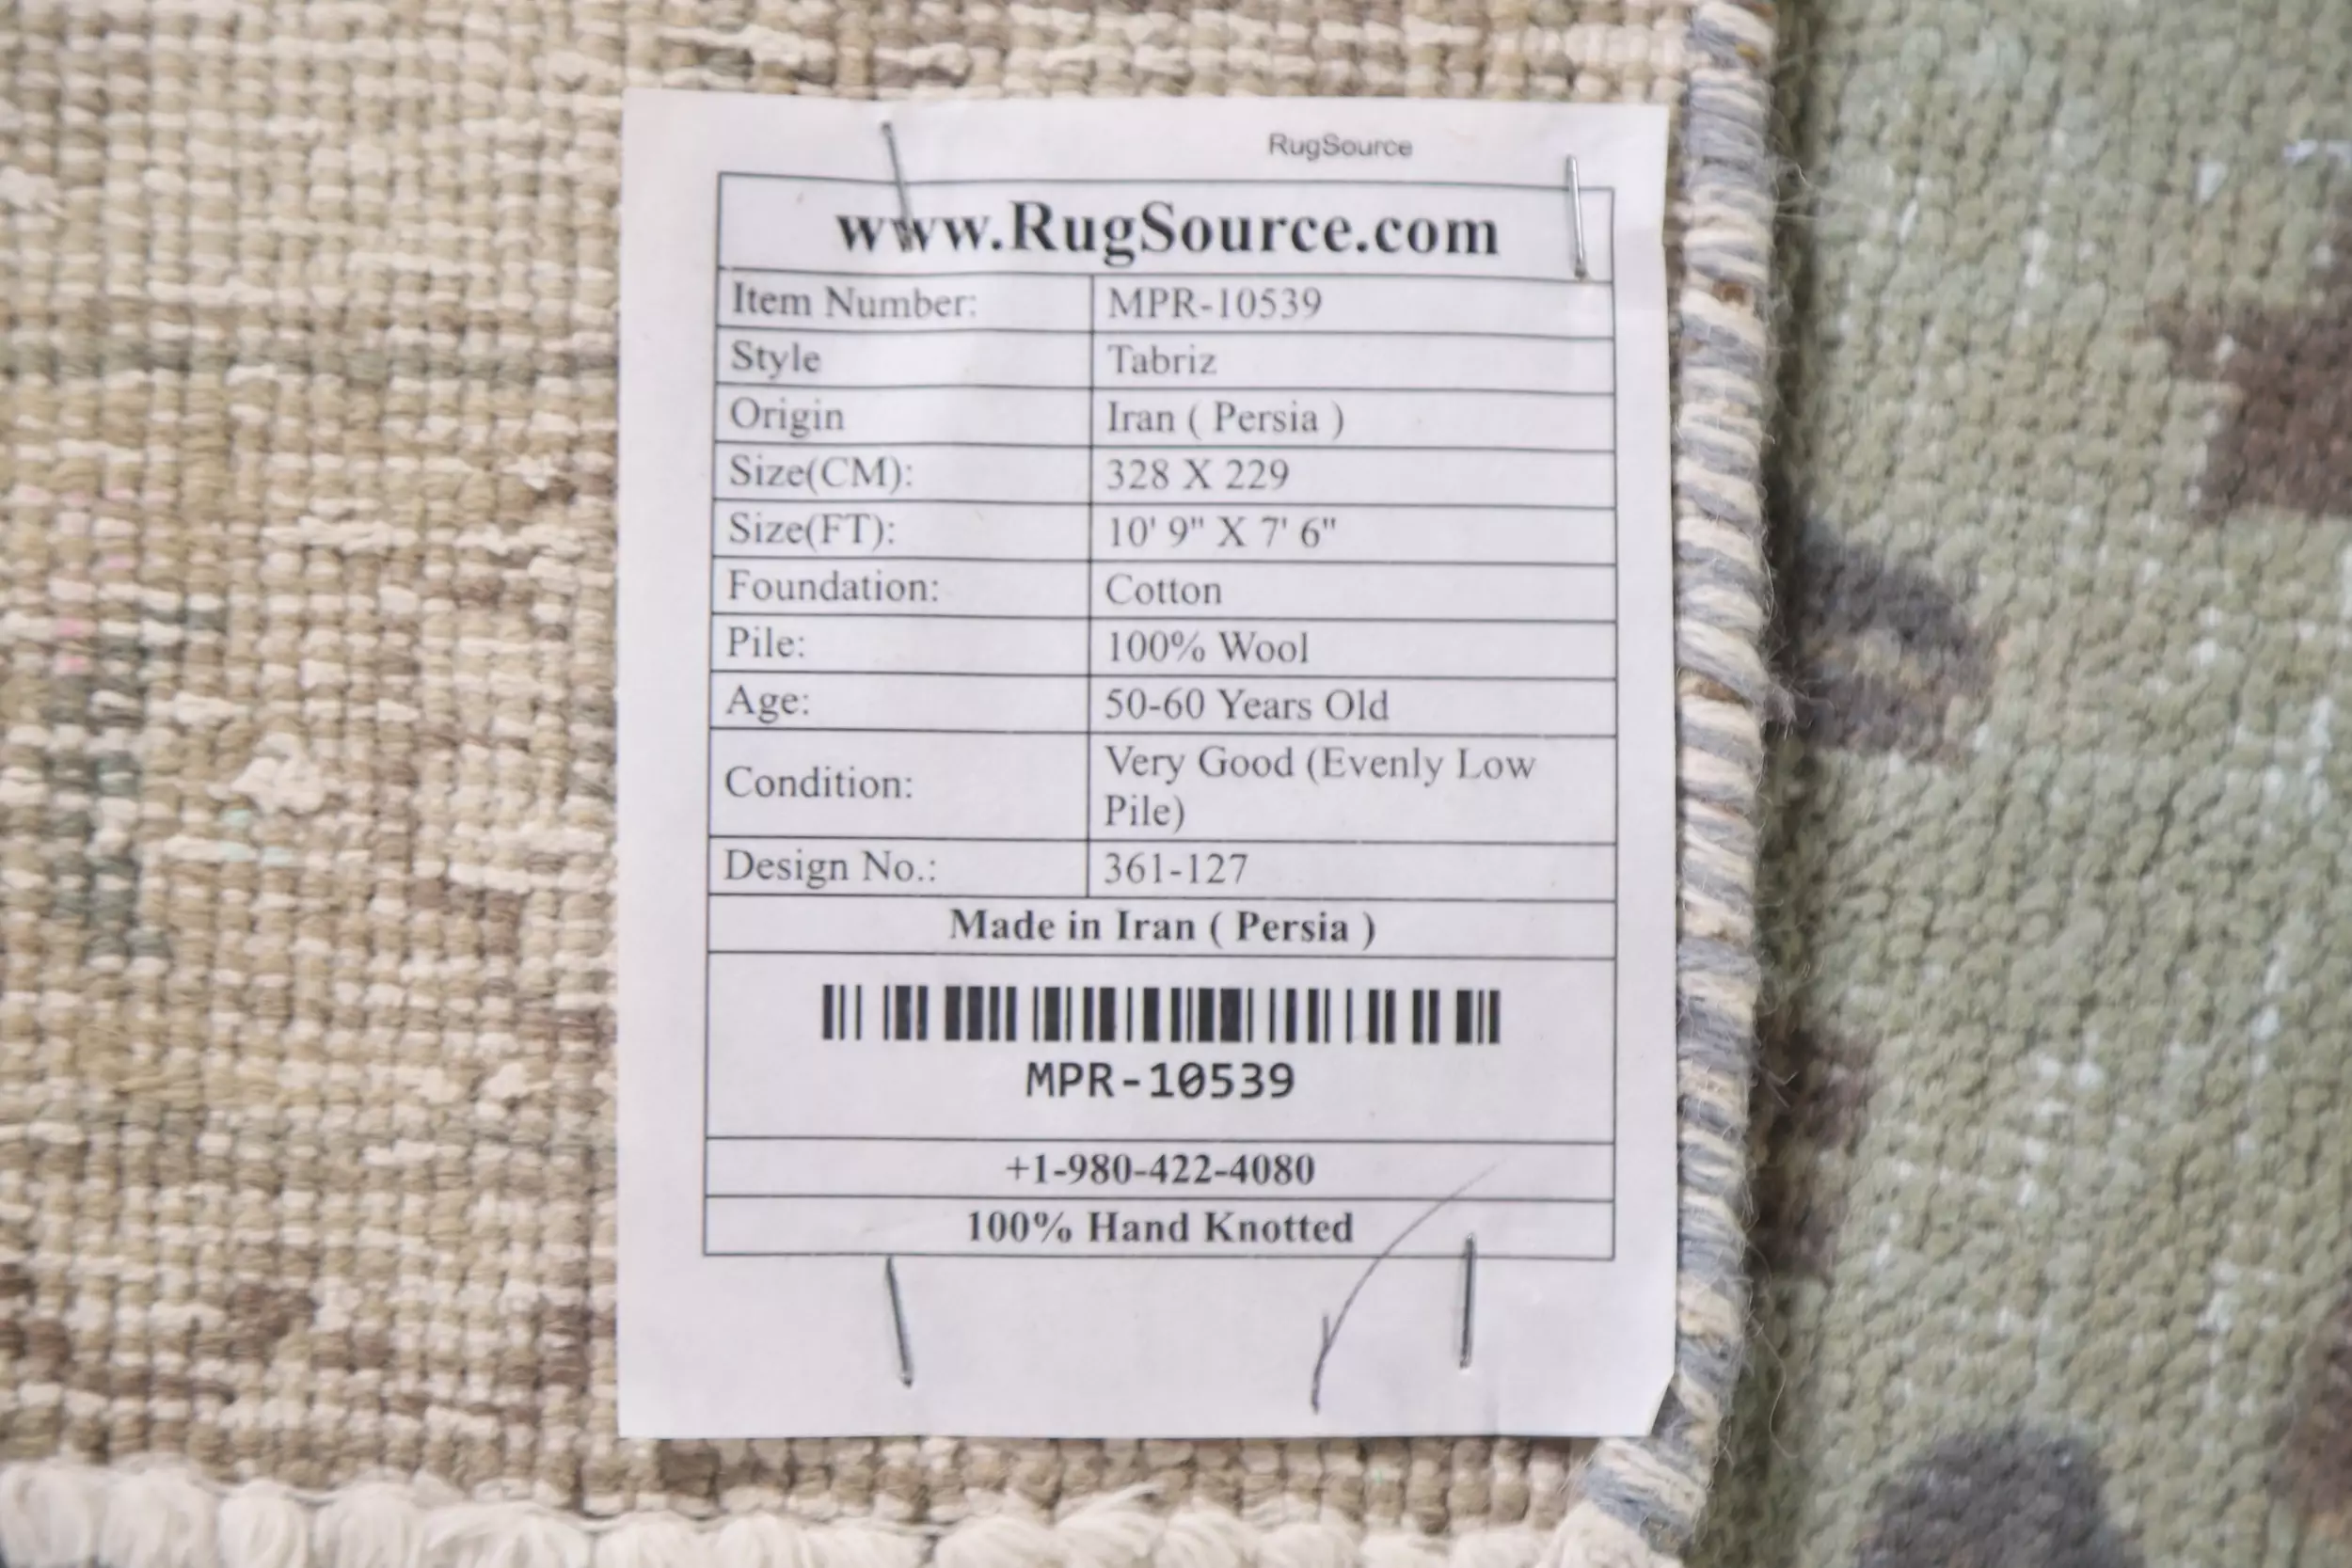 RugSource
www.RugSource.com
Item Number: MPR-10539
Style Tabriz
Origin Iran ( Persia )
Size(CM): 328 X 229
Size(FT): 10' 9" X 7' 6"
Foundation: Cotton
Pile: 100% Wool
Age: 50-60 Years Old
Condition: Very Good (Evenly Low
Pile)
Design No.: 361-127
Made in Iran ( Persia )
MPR-10539
+1-980-422-4080
100% Hand Knotted